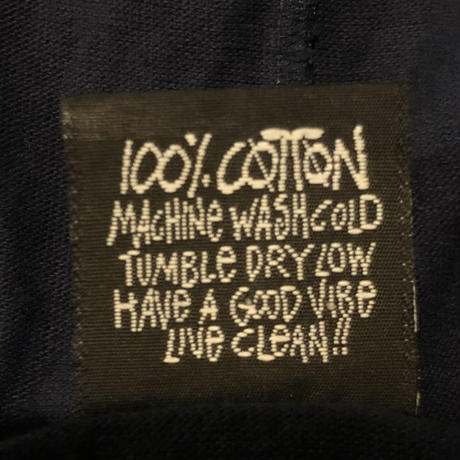 100% COTTON
MACHINE WASH COLD
TUMBLE DRY LOW
HAVE A GOOD VIBE
LIVE CLEAN!!